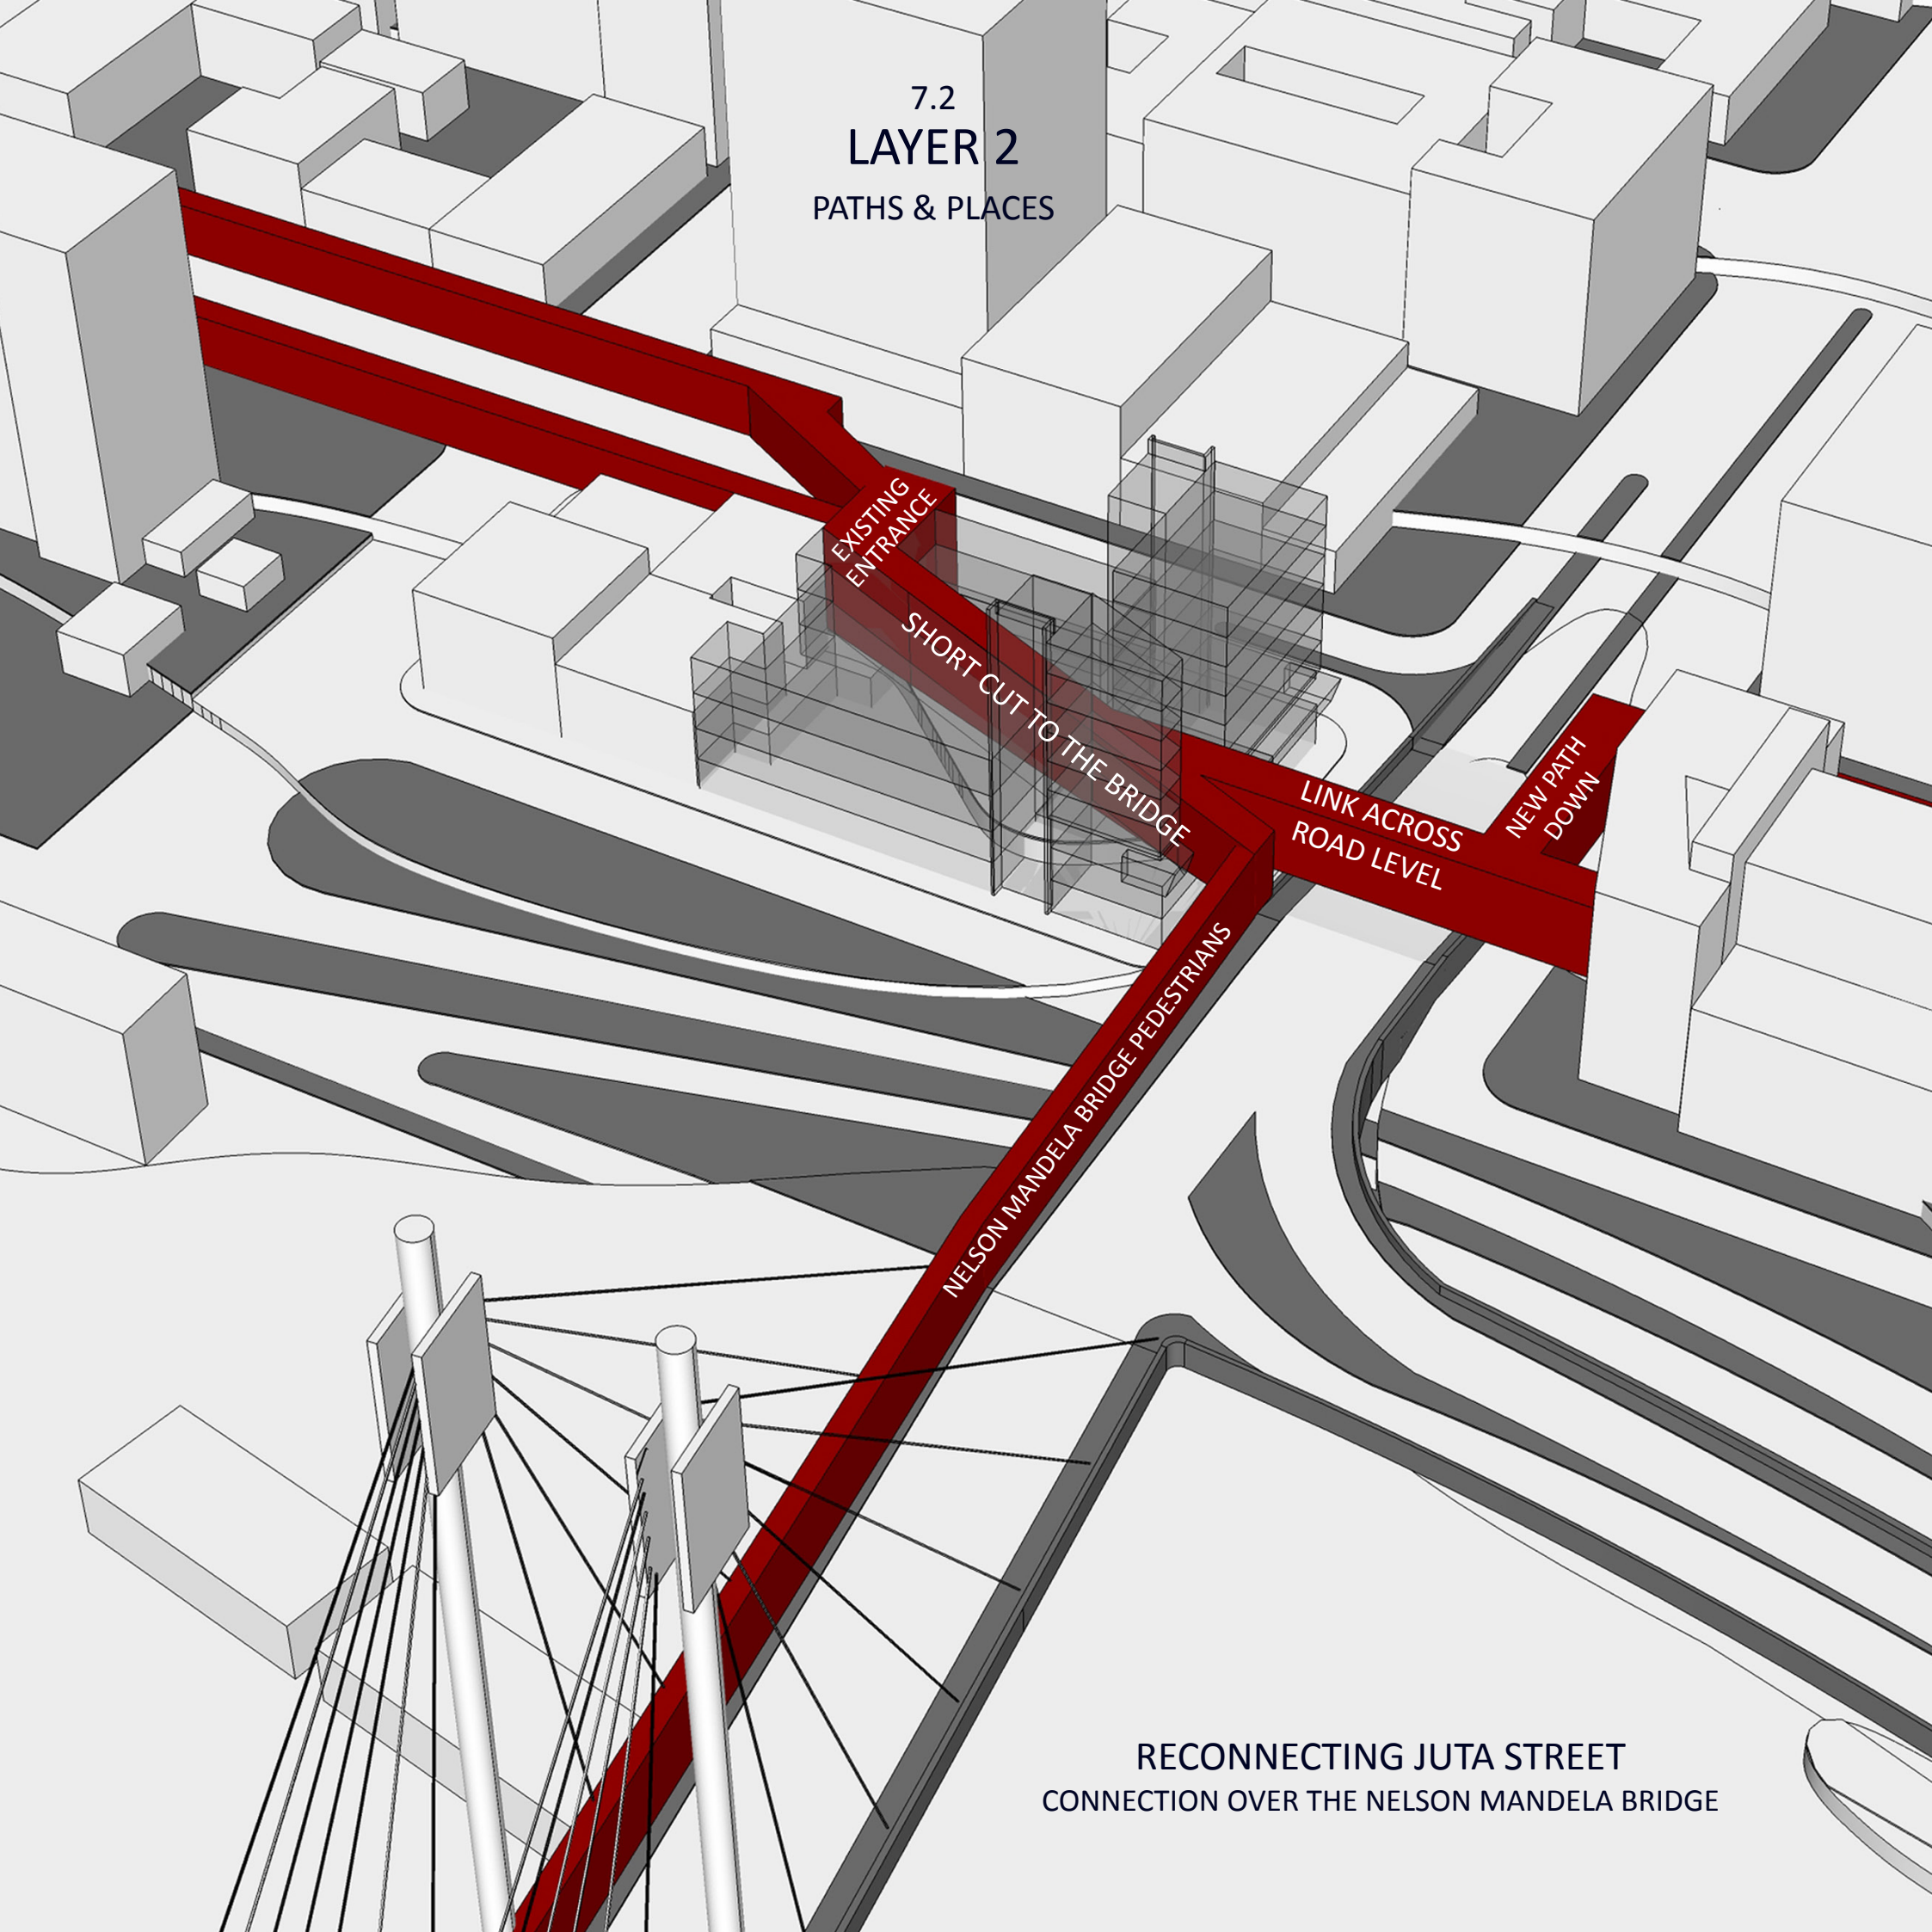 7.2
LAYER 2
PATHS & PLACES
EXISTING
ENTRANCE
SHORT CUT TO THE BRIDGE
LINK ACROSS
ROAD LEVEL
NEW PATH
DOWN
NELSON MANDELA BRIDGE PEDESTRIANS
RECONNECTING JUTA STREET
CONNECTION OVER THE NELSON MANDELA BRIDGE